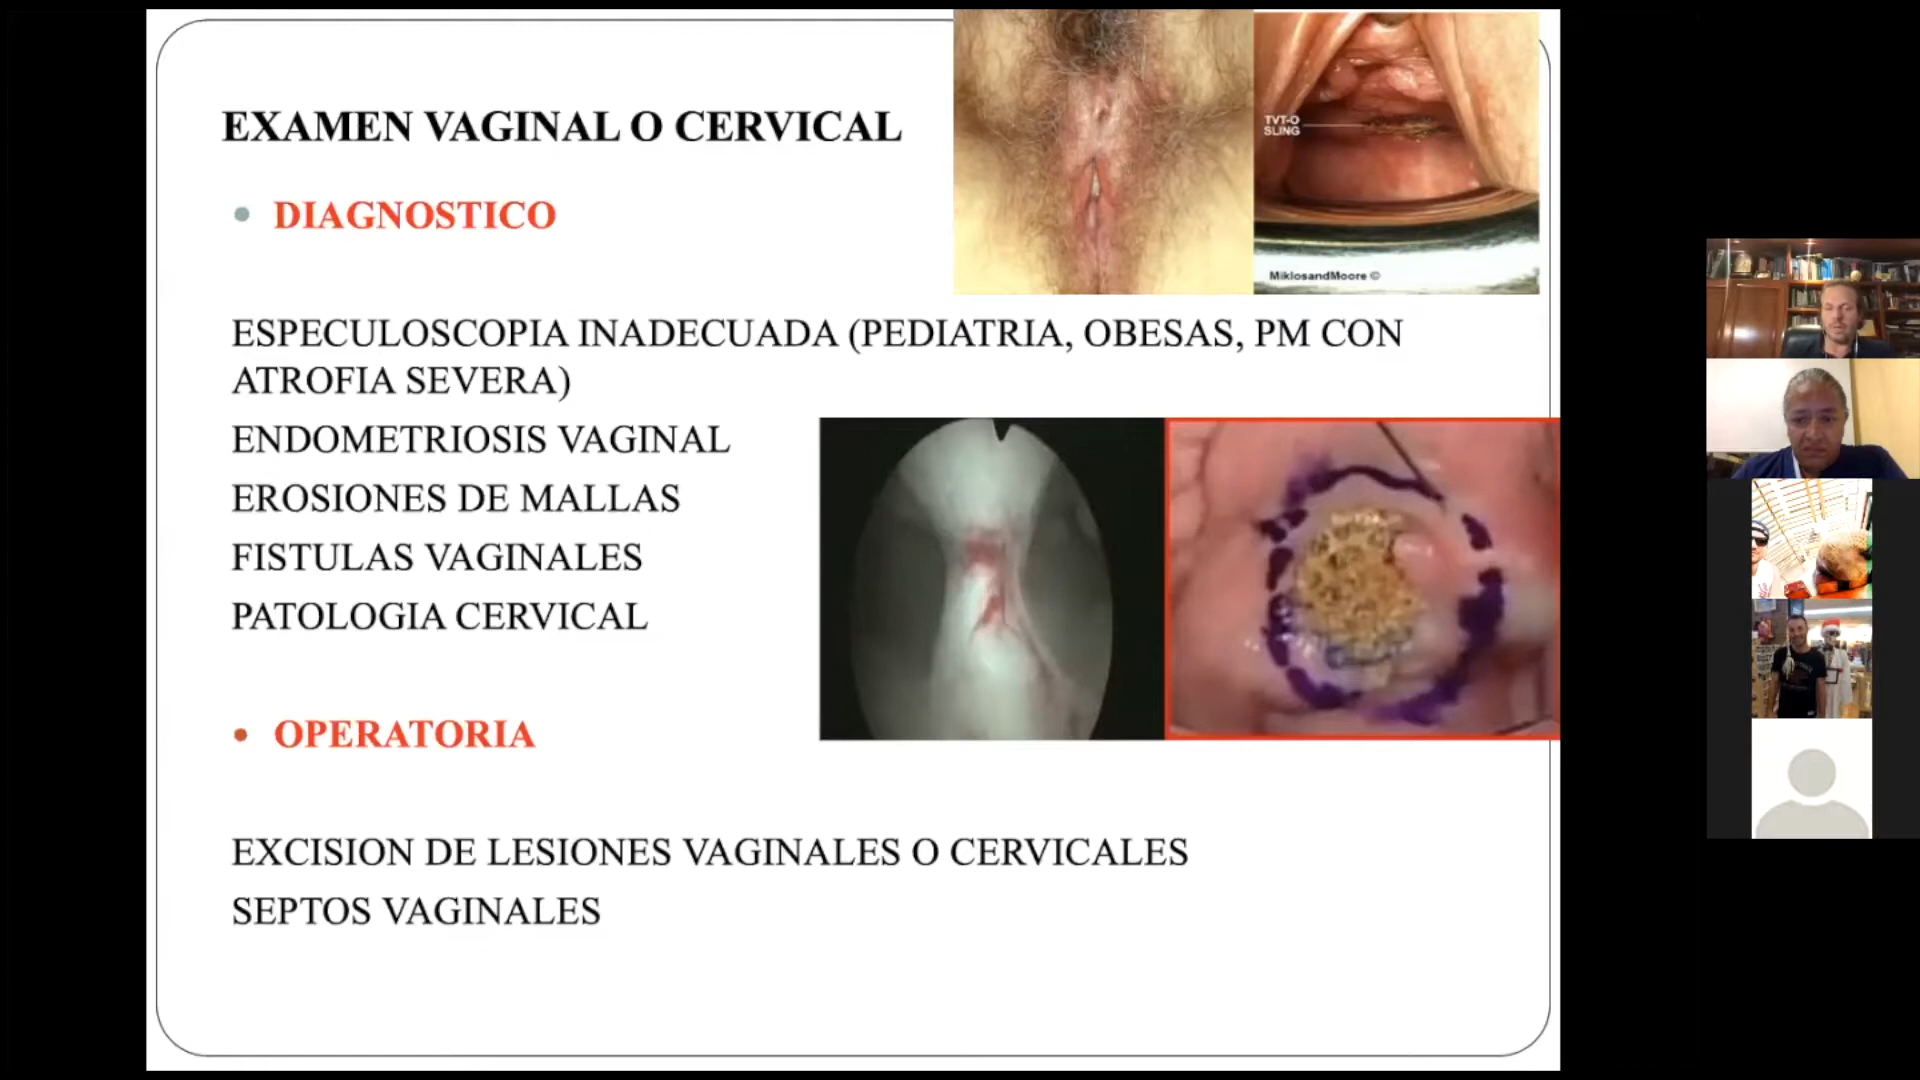 EXAMEN VAGINAL O CERVICAL
DIAGNOSTICO
TVT-O
SLING
MiklosandMoore ©
ESPECULOSCOPIA INADECUADA (PEDIATRIA, OBESAS, PM CON
ATROFIA SEVERA)
ENDOMETRIOSIS VAGINAL
EROSIONES DE MALLAS
FISTULAS VAGINALES
PATOLOGIA CERVICAL
OPERATORIA
EXCISION DE LESIONES VAGINALES O CERVICALES
SEPTOS VAGINALES